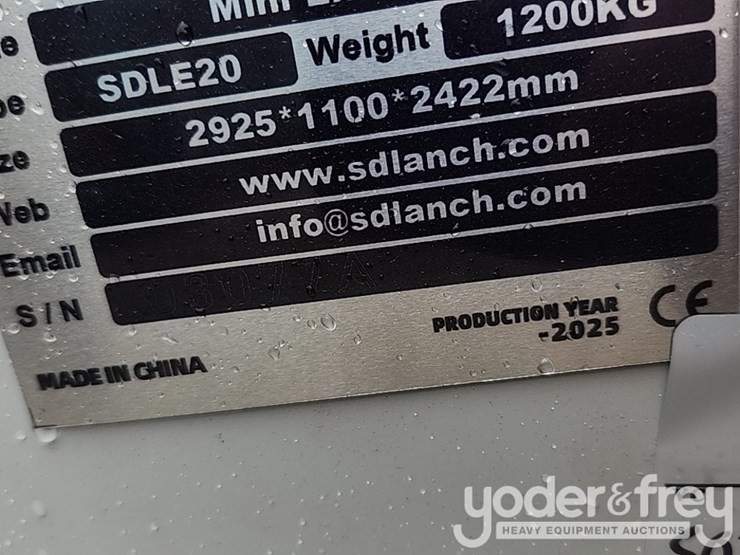 Mini
SDLE20 Weight 1200KG
2925*1100*2422mm
www.sdlanch.com
Email info@sdlanch.com
S/N
PRODUCTION YEAR
-2025
CE
MADE IN CHINA
yoder&frey
HEAVY EQUIPMENT AUCTIONS